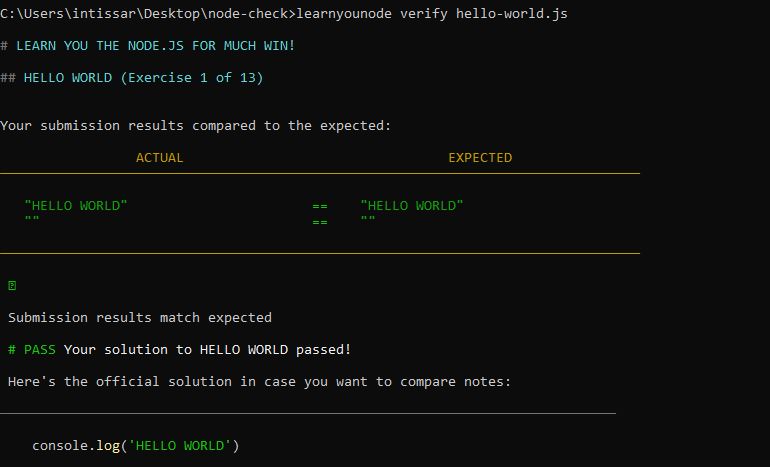 C:\Users\intissar\Desktop\node-check>learnyounode verify hello-world.js
# LEARN YOU THE NODE.JS FOR MUCH WIN!
## HELLO WORLD (Exercise 1 of 13)
Your submission results compared to the expected:
ACTUAL EXPECTED
"HELLO WORLD" == "HELLO WORLD"
"" == ""
Submission results match expected
# PASS Your solution to HELLO WORLD passed!
Here's the official solution in case you want to compare notes:
console.log('HELLO WORLD')